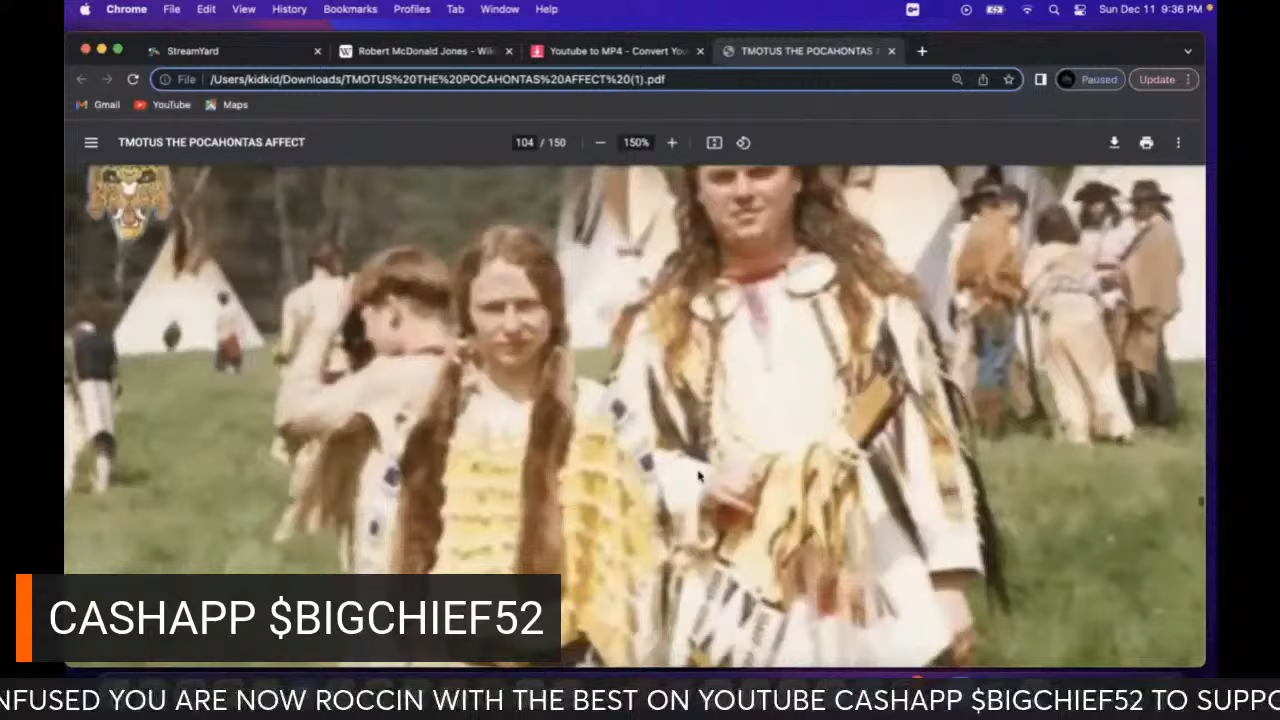 Chrome File Edit View History Bookmarks Profiles Tab Window Help Sun Dec 11 9:36 PM
StreamYard Robert McDonald Jones - Wiki Youtube to MP4 - Convert You TMOTUS THE POCAHONTAS A
File /Users/kidkid/Downloads/TMOTUS%20THE%20POCAHONTAS%20AFFECT%20(1).pdf Paused Update
Gmail YouTube Maps
TMOTUS THE POCAHONTAS AFFECT 104 / 150 150%
CASHAPP $BIGCHIEF52
NFUSED YOU ARE NOW ROCCIN WITH THE BEST ON YOUTUBE CASHAPP $BIGCHIEF52 TO SUPPO